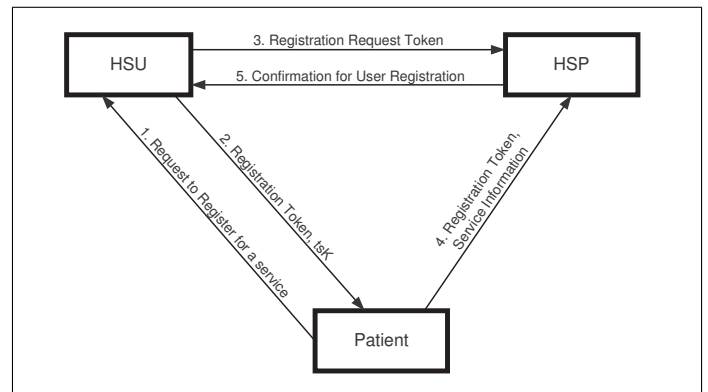 3. Registration Request Token
HSU
HSP
5. Confirmation for User Registration
1. Request to Register for a service
2. Registration Token, tsK
4. Registration Token,
Service Information
Patient